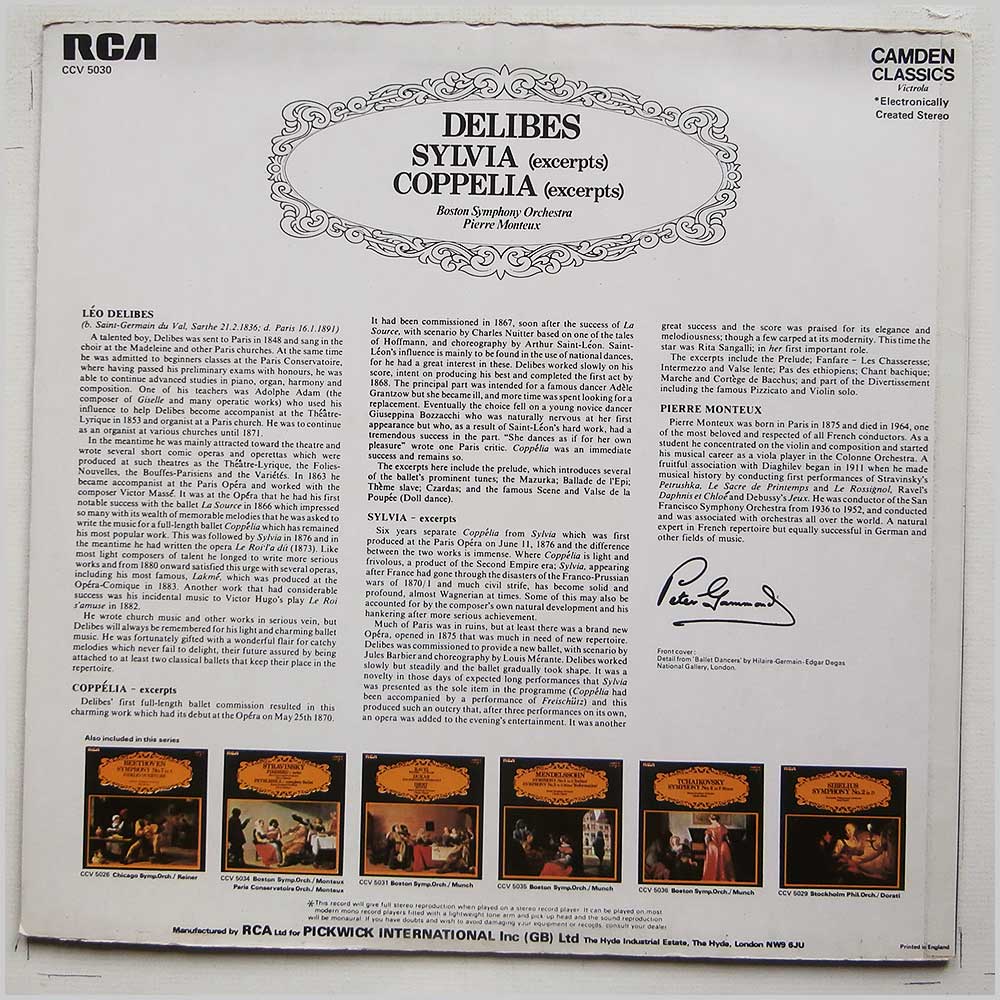 RCA
CCV 5030
CAMDEN
CLASSICS
Victrola
*Electronically
Created Stereo
DELIBES
SYLVIA (excerpts)
COPPELIA (excerpts)
Boston Symphony Orchestra
Pierre Monteux
LÉO DELIBES
(b. Saint-Germain du Val, Sarthe 21.2.1836; d. Paris 16.1.1891)
A talented boy, Delibes was sent to Paris in 1848 and sang in the
choir at the Madeleine and other Paris churches. At the same time
he was admitted to beginners classes at the Paris Conservatoire,
where having passed his preliminary exams with honours, he was
able to continue advanced studies in piano, organ, harmony and
composition. One of his teachers was Adolphe Adam (the
composer of Giselle and many operatic works) who used his
influence to help Delibes become accompanist at the Théâtre-
Lyrique in 1853 and organist at a Paris church. He was to continue
as an organist at various churches until 1871.
In the meantime he was mainly attracted toward the theatre and
wrote several short comic operas and operettas which were
produced at such theatres as the Théâtre-Lyrique, the Folies-
Nouvelles, the Bouffes-Parisiens and the Variétés. In 1863 he
became accompanist at the Paris Opéra and worked with the
composer Victor Massé. It was at the Opéra that he had his first
notable success with the ballet La Source in 1866 which impressed
so many with its wealth of memorable melodies that he was asked to
write the music for a full-length ballet Coppélia which has remained
his most popular work. This was followed by Sylvia in 1876 and in
the meantime he had written the opera Le Roi l'a dit (1873). Like
most light composers of talent he longed to write more serious
works and from 1880 onward satisfied this urge with several operas,
including his most famous, Lakmé, which was produced at the
Opéra-Comique in 1883. Another work that had considerable
success was his incidental music to Victor Hugo's play Le Roi
s'amuse in 1882.
He wrote church music and other works in serious vein, but
Delibes will always be remembered for his light and charming ballet
music. He was fortunately gifted with a wonderful flair for catchy
melodies which never fail to delight, their future assured by being
attached to at least two classical ballets that keep their place in the
repertoire.
COPPÉLIA - excerpts
Delibes' first full-length ballet commission resulted in this
charming work which had its debut at the Opéra on May 25th 1870.
It had been commissioned in 1867, soon after the success of La
Source, with scenario by Charles Nuitter based on one of the tales
of Hoffmann, and choreography by Arthur Saint-Léon. Saint-
Léon's influence is mainly to be found in the use of national dances,
for he had a great interest in these. Delibes worked slowly on his
score, intent on producing his best and completed the first act by
1868. The principal part was intended for a famous dancer Adèle
Grantzow but she became ill, and more time was spent looking for a
replacement. Eventually the choice fell on a young novice dancer
Giuseppina Bozzacchi who was naturally nervous at her first
appearance but who, as a result of Saint-Léon's hard work, had a
tremendous success in the part. "She dances as if for her own
pleasure" wrote one Paris critic. Coppélia was an immediate
success and remains so.
The excerpts here include the prelude, which introduces several
of the ballet's prominent tunes; the Mazurka; Ballade de l'Epi;
Thème slave; Czardas; and the famous Scene and Valse de la
Poupée (Doll dance).
SYLVIA - excerpts
Six years separate Coppélia from Sylvia which was first
produced at the Paris Opéra on June 11, 1876 and the difference
between the two works is immense. Where Coppélia is light and
frivolous, a product of the Second Empire era; Sylvia, appearing
after France had gone through the disasters of the Franco-Prussian
wars of 1870/1 and much civil strife, has become solid and
profound, almost Wagnerian at times. Some of this may also be
accounted for by the composer's own natural development and his
hankering after more serious achievement.
Much of Paris was in ruins, but at least there was a brand new
Opéra, opened in 1875 that was much in need of new repertoire.
Delibes was commissioned to provide a new ballet, with scenario by
Jules Barbier and choreography by Louis Mérante. Delibes worked
slowly but steadily and the ballet gradually took shape. It was a
novelty in those days of expected long performances that Sylvia
was presented as the sole item in the programme (Coppélia had
been accompanied by a performance of Freischütz) and this
produced such an outcry that, after three performances on its own,
an opera was added to the evening's entertainment. It was another
great success and the score was praised for its elegance and
melodiousness; though a few carped at its modernity. This time the
star was Rita Sangalli; in her first important role.
The excerpts include the Prelude; Fanfare - Les Chasseresse;
Intermezzo and Valse lente; Pas des ethiopiens; Chant bachique;
Marche and Cortège de Bacchus; and part of the Divertissement
including the famous Pizzicato and Violin solo.
PIERRE MONTEUX
Pierre Monteux was born in Paris in 1875 and died in 1964, one
of the most beloved and respected of all French conductors. As a
student he concentrated on the violin and composition and started
his musical career as a viola player in the Colonne Orchestra. A
fruitful association with Diaghilev began in 1911 when he made
musical history by conducting first performances of Stravinsky's
Petrushka, Le Sacre de Printemps and Le Rossignol, Ravel's
Daphnis et Chloé and Debussy's Jeux. He was conductor of the San
Francisco Symphony Orchestra from 1936 to 1952, and conducted
and was associated with orchestras all over the world. A natural
expert in French repertoire but equally successful in German and
other fields of music.
Peter Gammond
Front cover:
Detail from 'Ballet Dancers' by Hilaire-Germain-Edgar Degas
National Gallery, London.
Also included in this series
RCA
BEETHOVEN
SYMPHONY No. 7 in A
FIDELIO OVERTURE
STRAVINSKY
RAVEL
DUKAS
IBERT
MENDELSSOHN
TCHAIKOVSKY
SIBELIUS
SYMPHONY No. 2 in D
CCV 5026 Chicago Symp.Orch / Reiner
CCV 5034 Boston Symp.Orch / Monteux
Paris Conservatoire Orch / Monteux
CCV 5031 Boston Symp.Orch / Munch
CCV 5035 Boston Symp.Orch / Munch
CCV 5036 Boston Symp.Orch / Munch
CCV 5029 Stockholm Phil.Orch./ Dorati
*This record will give full stereo reproduction when played on a stereo record player. It can be played on most
modern mono record players fitted with a lightweight tone arm and pick up head and the sound reproduction
will be monaural. If you have doubts and wish to avoid damaging your equipment or records, consult your dealer
Manufactured by RCA Ltd for PICKWICK INTERNATIONAL Inc (GB) Ltd The Hyde Industrial Estate, The Hyde, London NW9 6JU
Printed in England